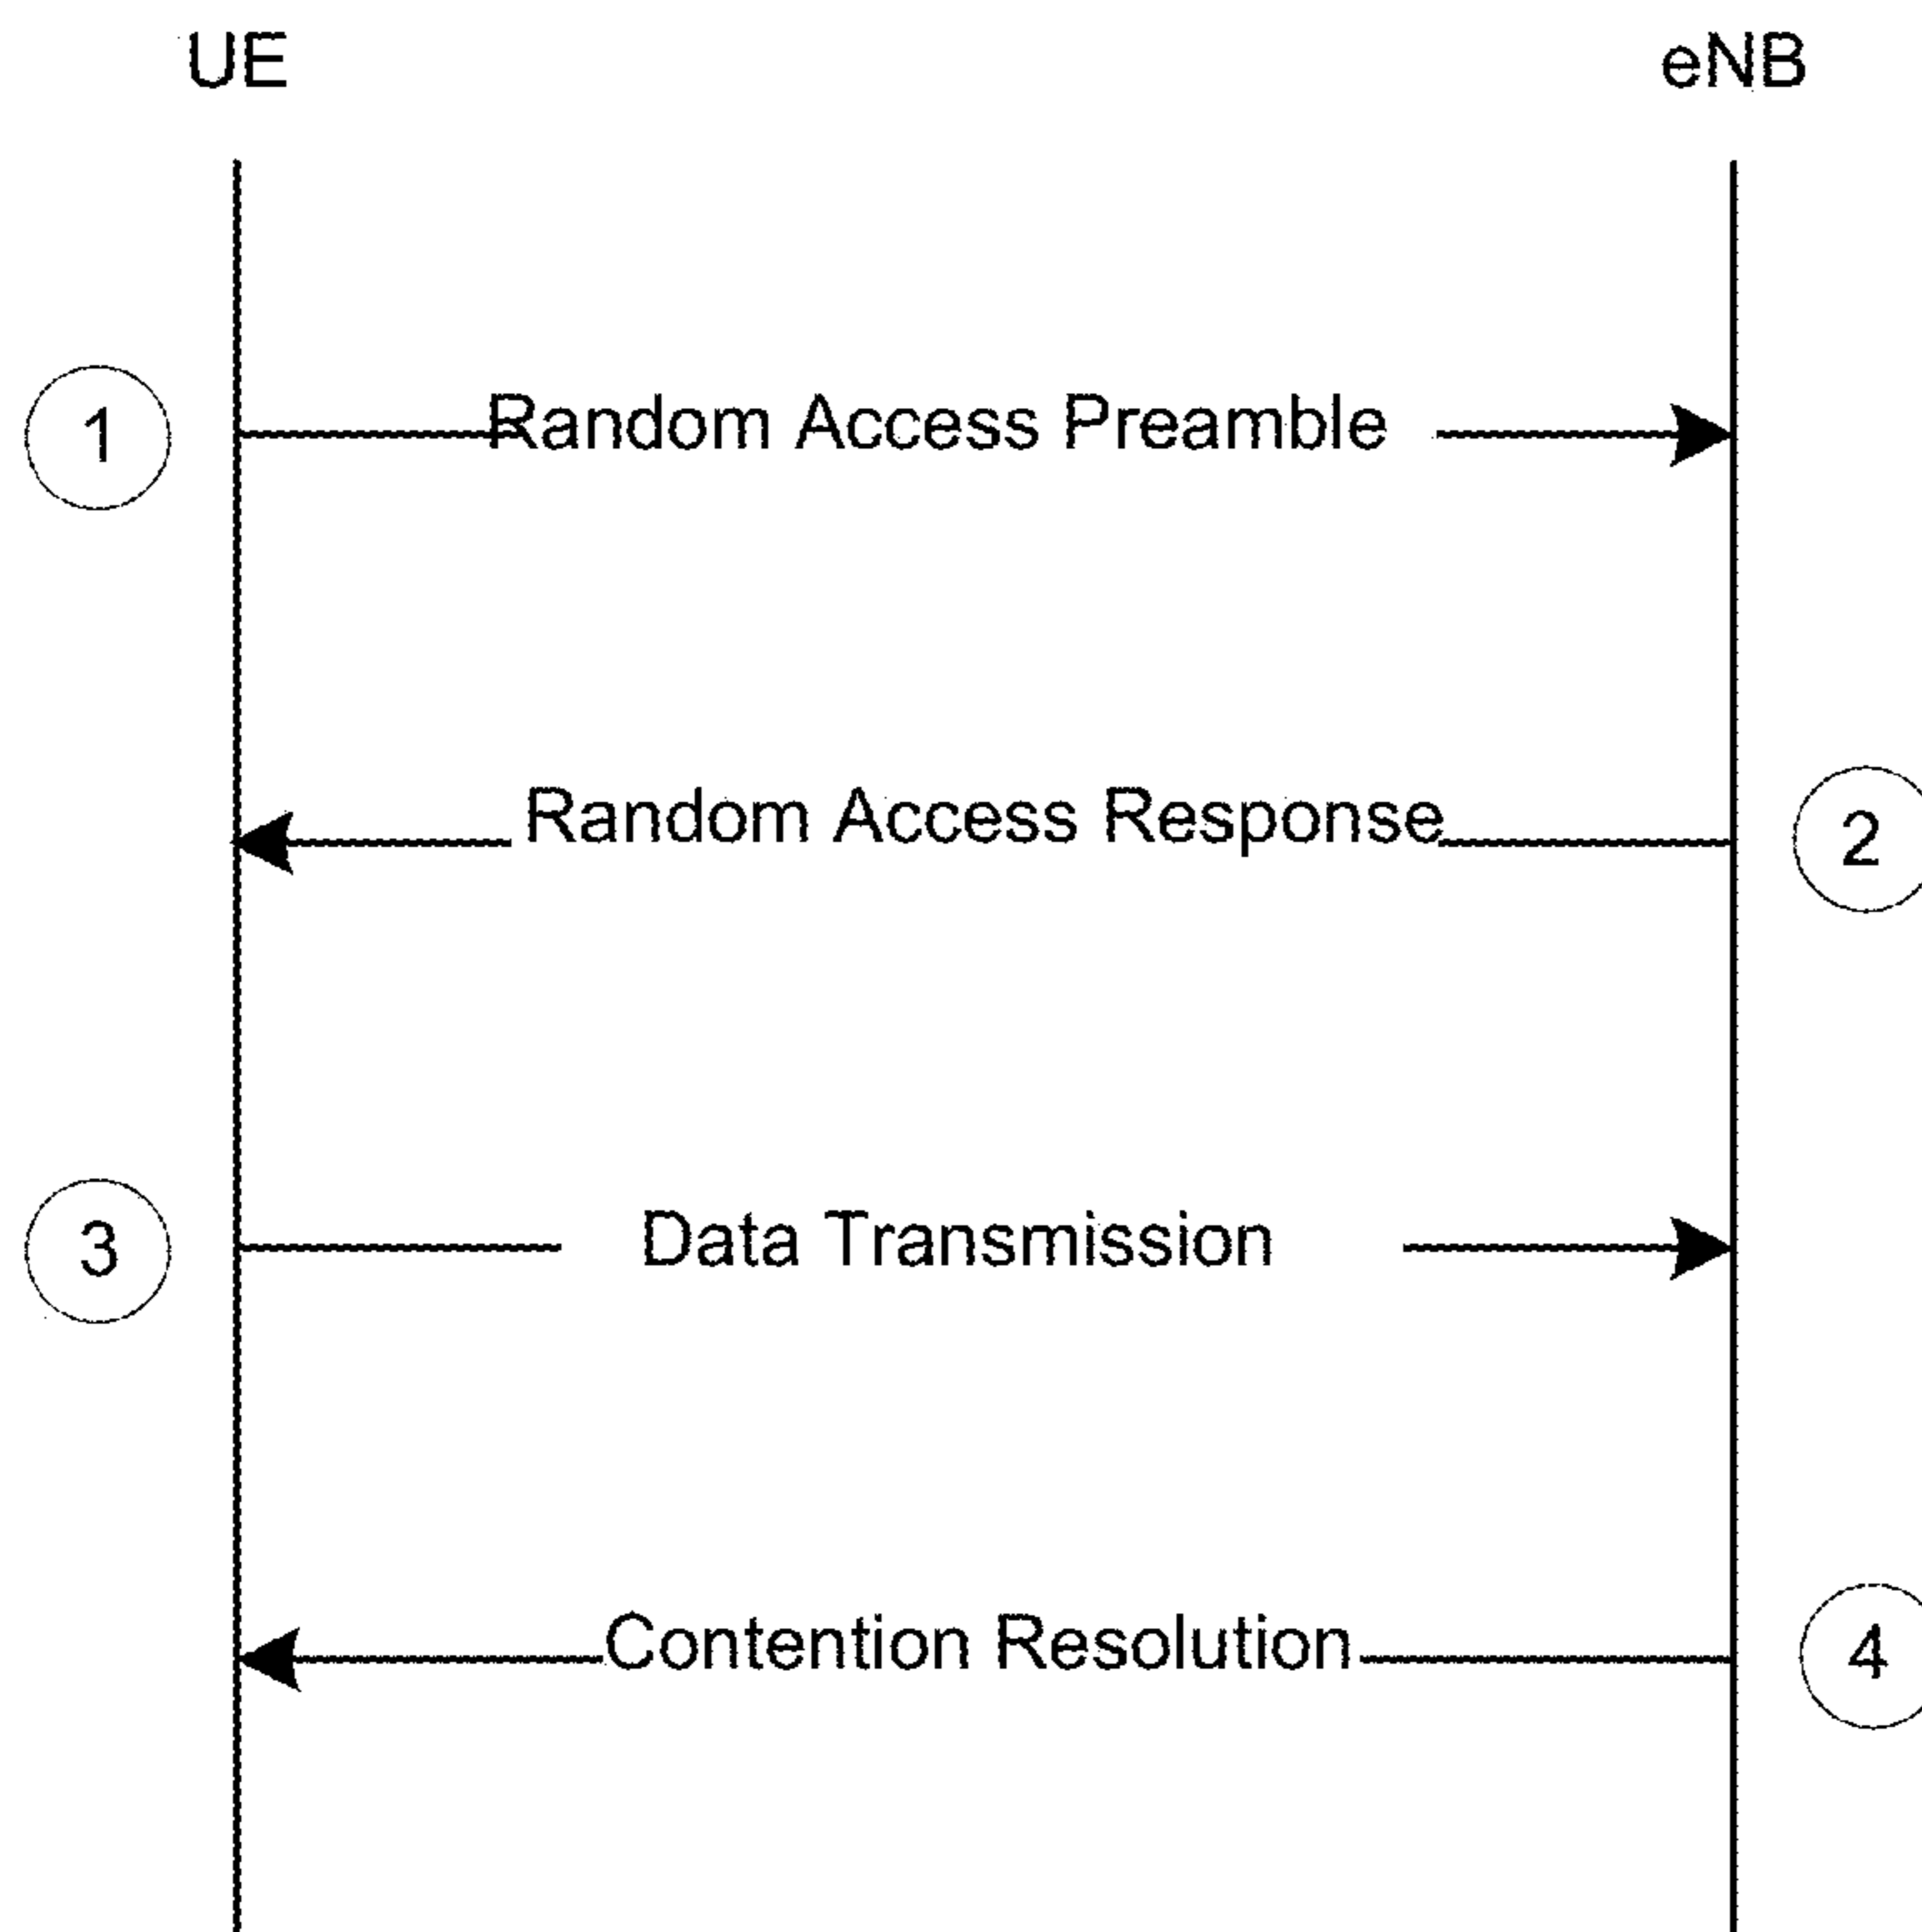 UE eNB
1 Random Access Preamble
Random Access Response 2
3 Data Transmission
Contention Resolution 4